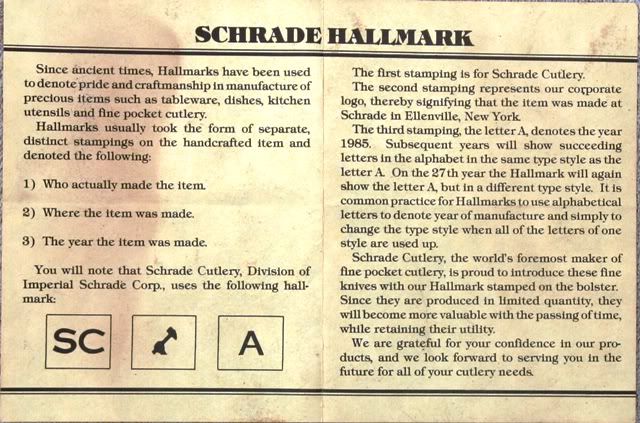 SCHRADE HALLMARK
Since ancient times, Hallmarks have been used
to denote pride and craftmanship in manufacture of
precious items such as tableware, dishes, kitchen
utensils and fine pocket cutlery.
Hallmarks usually took the form of separate,
distinct stampings on the handcrafted item and
denoted the following:
1) Who actually made the item.
2) Where the item was made.
3) The year the item was made.
You will note that Schrade Cutlery, Division of
Imperial Schrade Corp., uses the following hall-
mark:
SC
A
The first stamping is for Schrade Cutlery.
The second stamping represents our corporate
logo, thereby signifying that the item was made at
Schrade in Ellenville, New York.
The third stamping, the letter A, denotes the year
1985. Subsequent years will show succeeding
letters in the alphabet in the same type style as the
letter A. On the 27th year the Hallmark will again
show the letter A, but in a different type style. It is
common practice for Hallmarks to use alphabetical
letters to denote year of manufacture and simply to
change the type style when all of the letters of one
style are used up.
Schrade Cutlery, the world's foremost maker of
fine pocket cutlery, is proud to introduce these fine
knives with our Hallmark stamped on the bolster.
Since they are produced in limited quantity, they
will become more valuable with the passing of time,
while retaining their utility.
We are grateful for your confidence in our pro-
ducts, and we look forward to serving you in the
future for all of your cutlery needs.